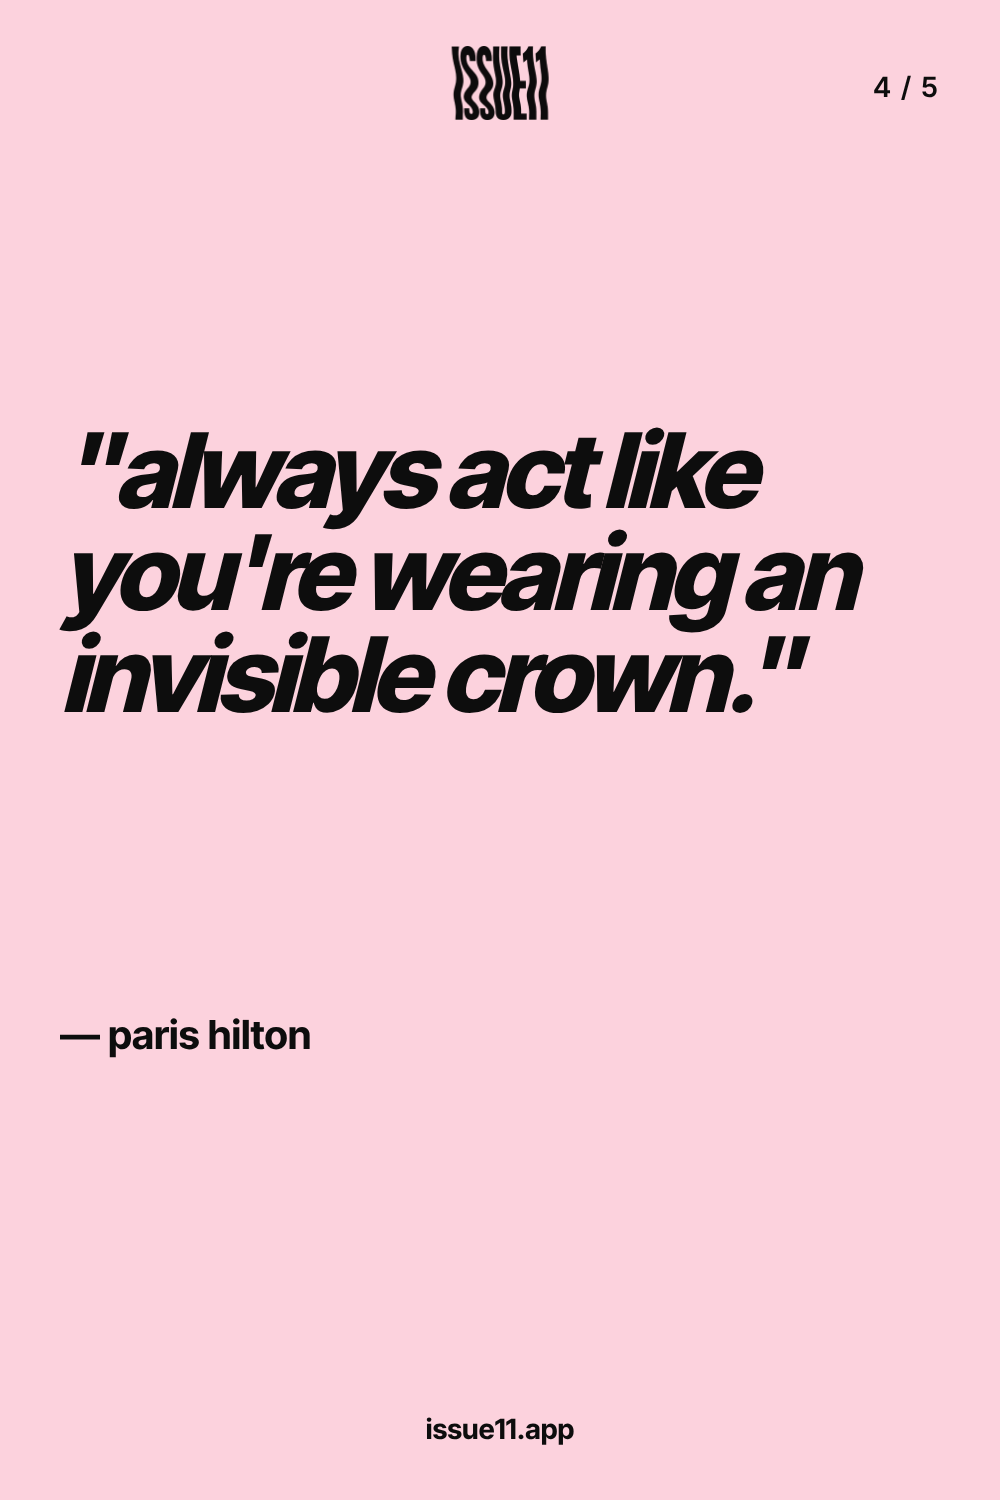 ISSUE11
4 / 5
"always act like
you're wearing an
invisible crown."
— paris hilton
issue11.app